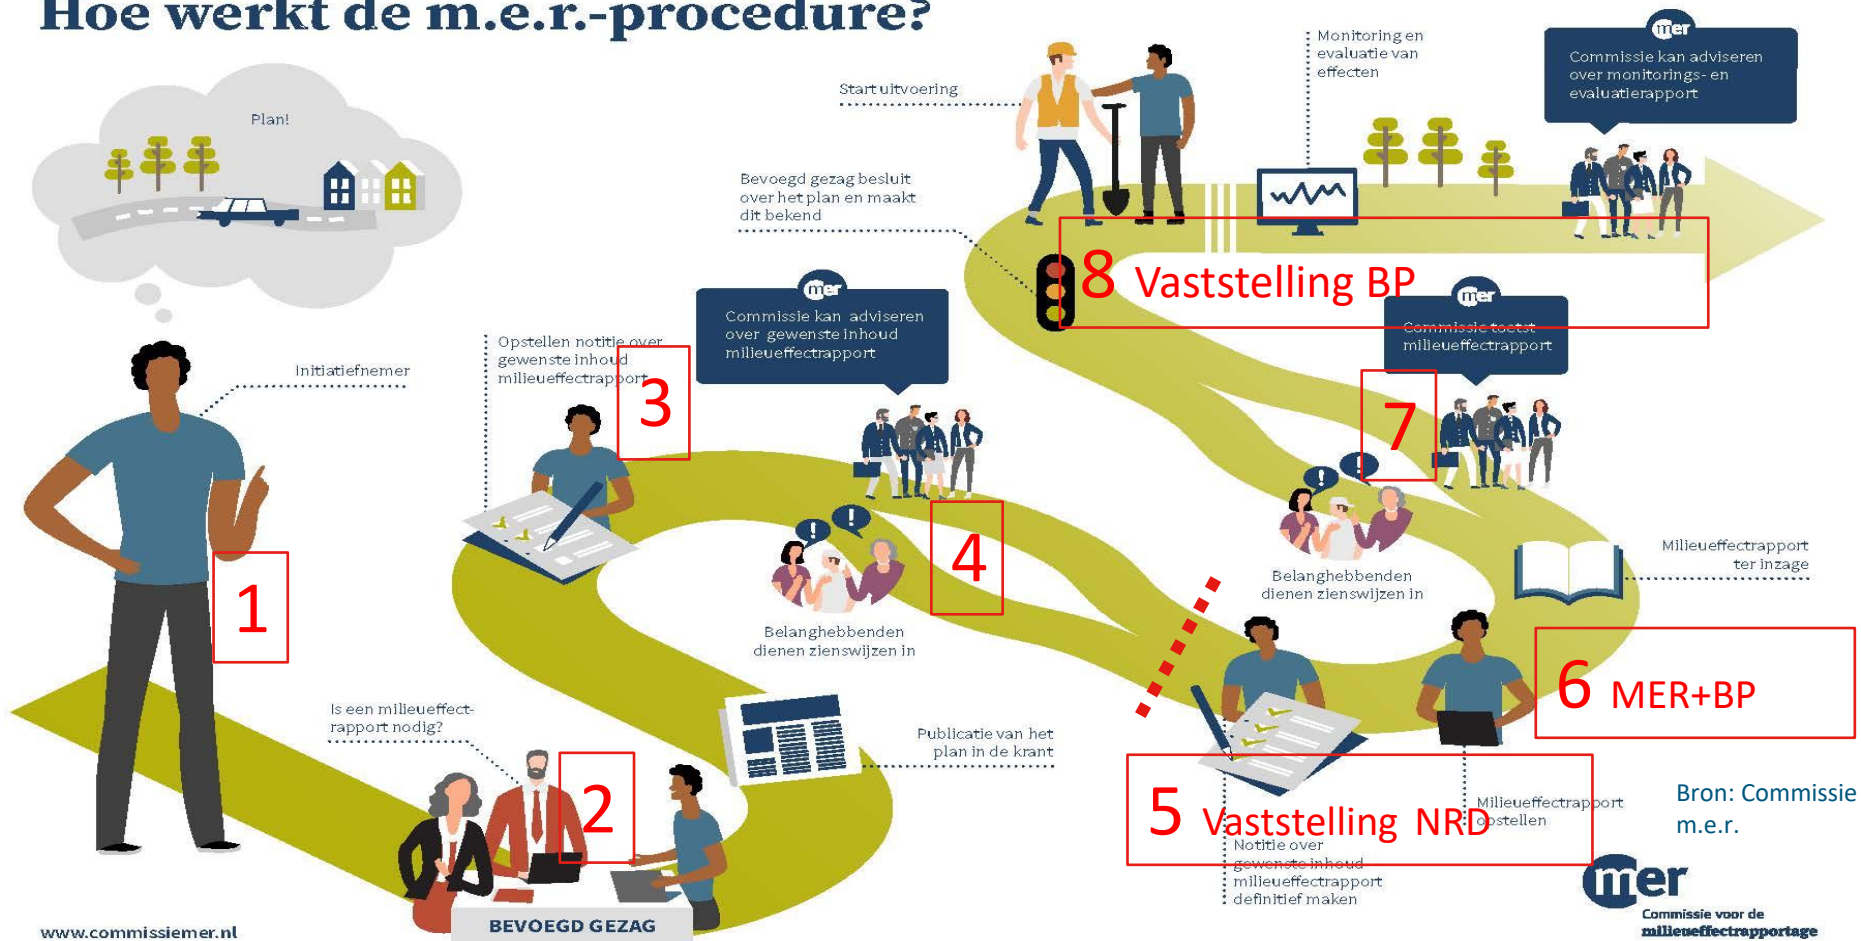 Hoe werkt de m.e.r.-procedure?
Plan!
Initiatiefnemer
1
Is een milieueffect-
rapport nodig?
2
BEVOEGD GEZAG
www.commissiemer.nl
Publicatie van het
plan in de krant
Opstellen notitie over
gewenste inhoud
milieueffectrapport
3
mer
Commissie kan adviseren
over gewenste inhoud
milieueffectrapport
4
!
!
Belanghebbenden
dienen zienswijzen in
5 Vaststelling NRD
Notitie over
gewenste inhoud
milieueffectrapport
definitief maken
Milieueffectrapport
opstellen
6 MER+BP
Milieueffectrapport
ter inzage
!
!
Belanghebbenden
dienen zienswijzen in
7
mer
Commissie toetst
milieueffectrapport
8 Vaststelling BP
Bevoegd gezag besluit
over het plan en maakt
dit bekend
Start uitvoering
Monitoring en
evaluatie van
effecten
mer
Commissie kan adviseren
over monitorings- en
evaluatierapport
Bron: Commissie
m.e.r.
mer
Commissie voor de
milieueffectrapportage